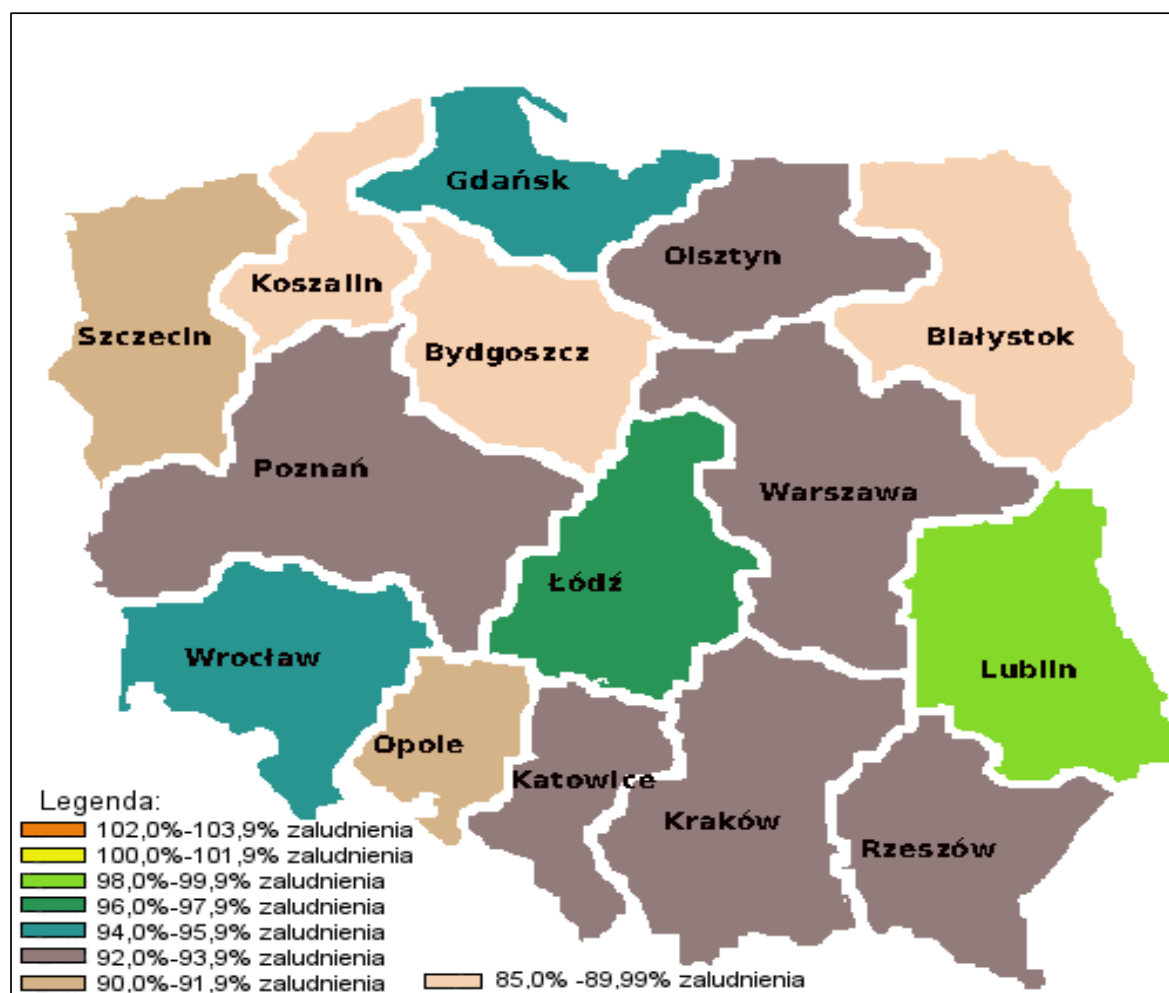 Gdańsk
Olsztyn
Koszalin
Szczecin
Bydgoszcz
Białystok
Poznań
Warszawa
Łódź
Wrocław
Lublin
Opole
Katowice
Kraków
Rzeszów
Legenda:
102,0%-103,9% zaludnienia
100,0%-101,9% zaludnienia
98,0%-99,9% zaludnienia
96,0%-97,9% zaludnienia
94,0%-95,9% zaludnienia
92,0%-93,9% zaludnienia
90,0%-91,9% zaludnienia
85,0% -89,99% zaludnienia